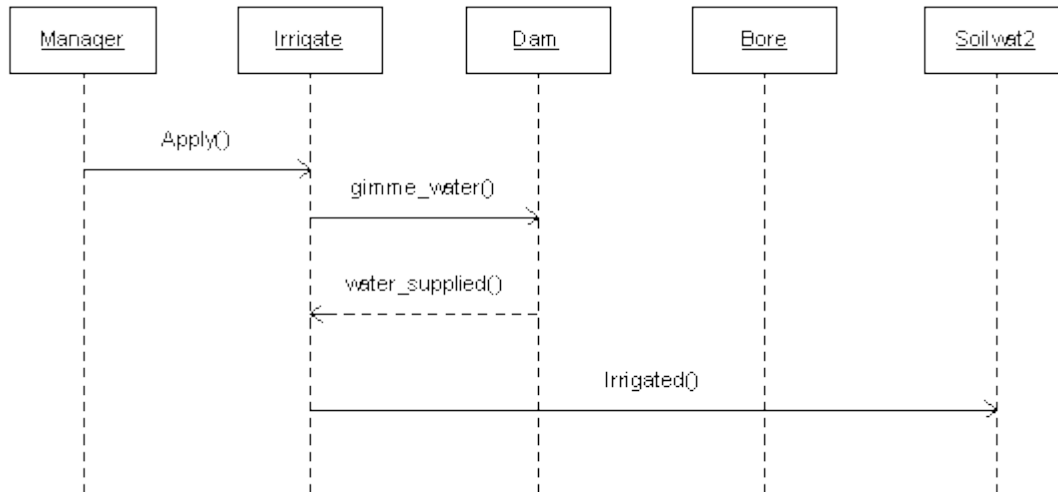 Manager
Irrigate
Dam
Bore
Soilwat2
Apply()
gimme_water()
water_supplied()
Irrigated()